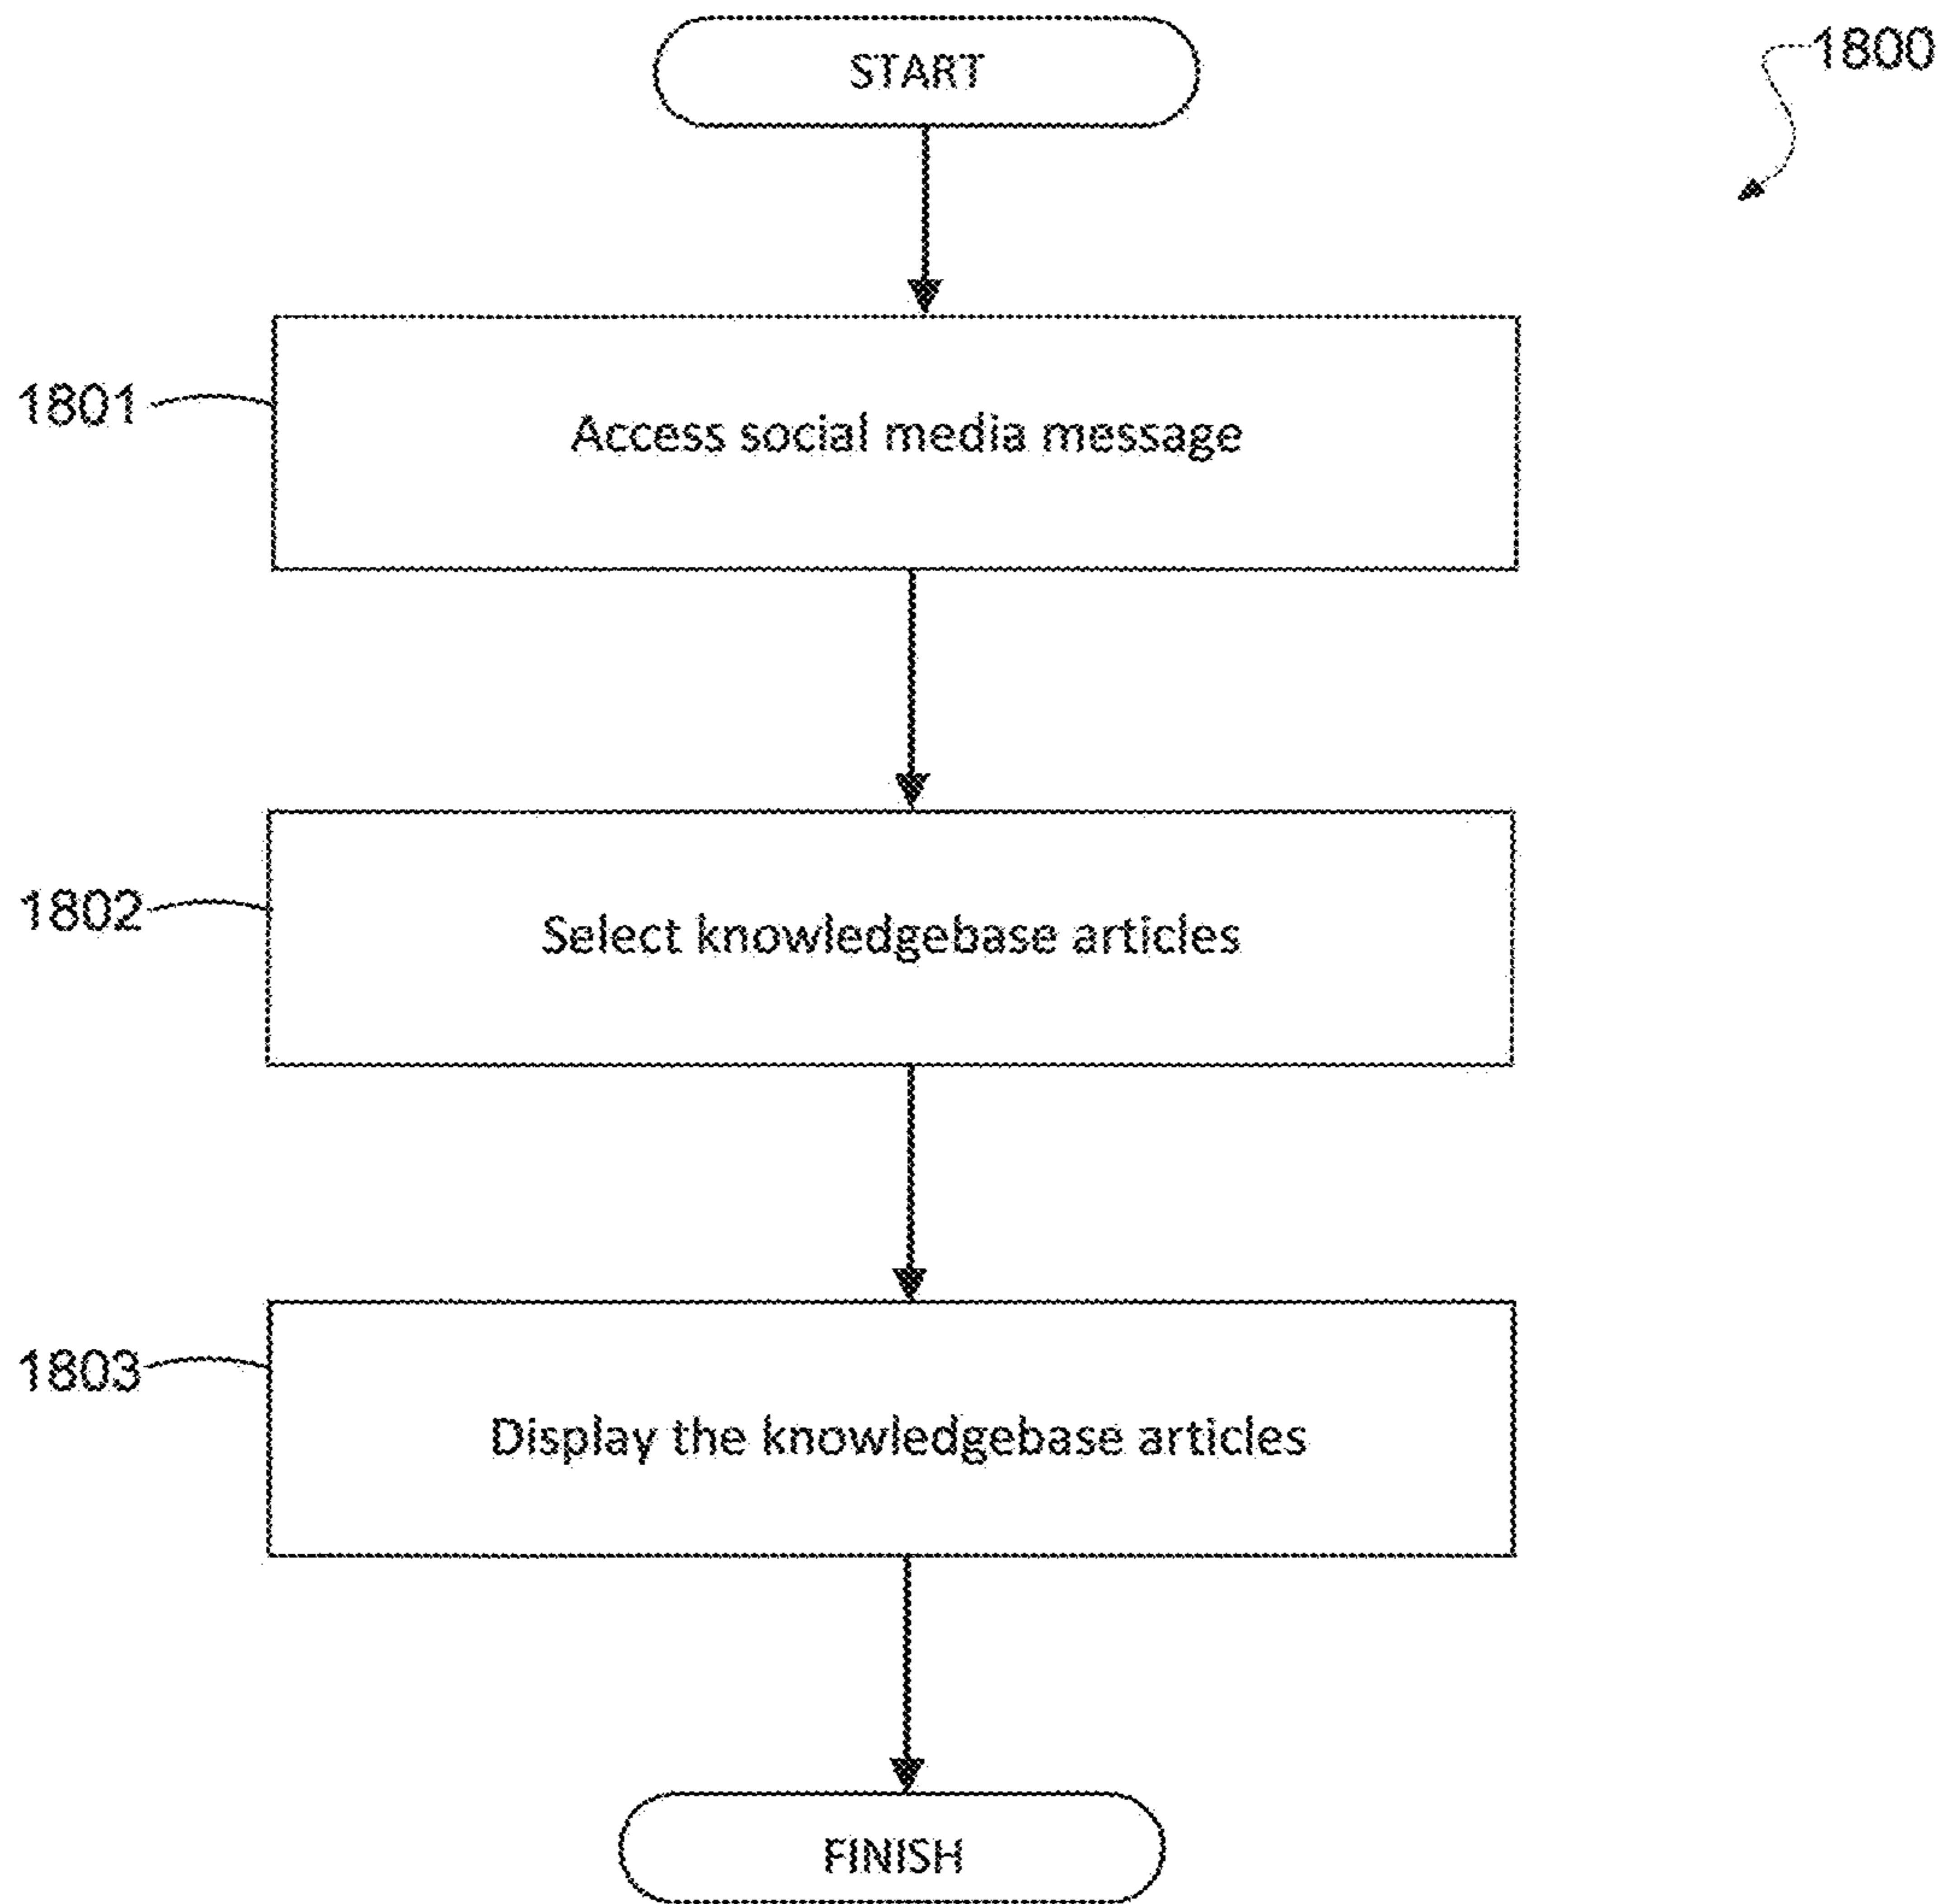 START
1800
1801
Access social media message
1802
Select knowledgebase articles
1803
Display the knowledgebase articles
FINISH